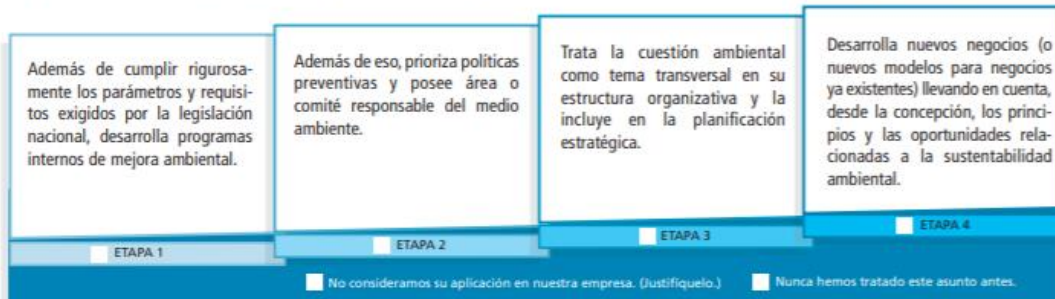 Además de cumplir rigurosa-
mente los parámetros y requisi-
tos exigidos por la legislación
nacional, desarrolla programas
internos de mejora ambiental.
ETAPA 1
Además de eso, prioriza políticas
preventivas y posee área o
comité responsable del medio
ambiente.
ETAPA 2
Trata la cuestión ambiental
como tema transversal en su
estructura organizativa y la
incluye en la planificación
estratégica.
ETAPA 3
Desarrolla nuevos negocios (o
nuevos modelos para negocios
ya existentes) llevando en cuenta,
desde la concepción, los princi-
pios y las oportunidades rela-
cionadas a la sustentabilidad
ambiental.
ETAPA 4
No consideramos su aplicación en nuestra empresa. (Justifíquelo.)
Nunca hemos tratado este asunto antes.